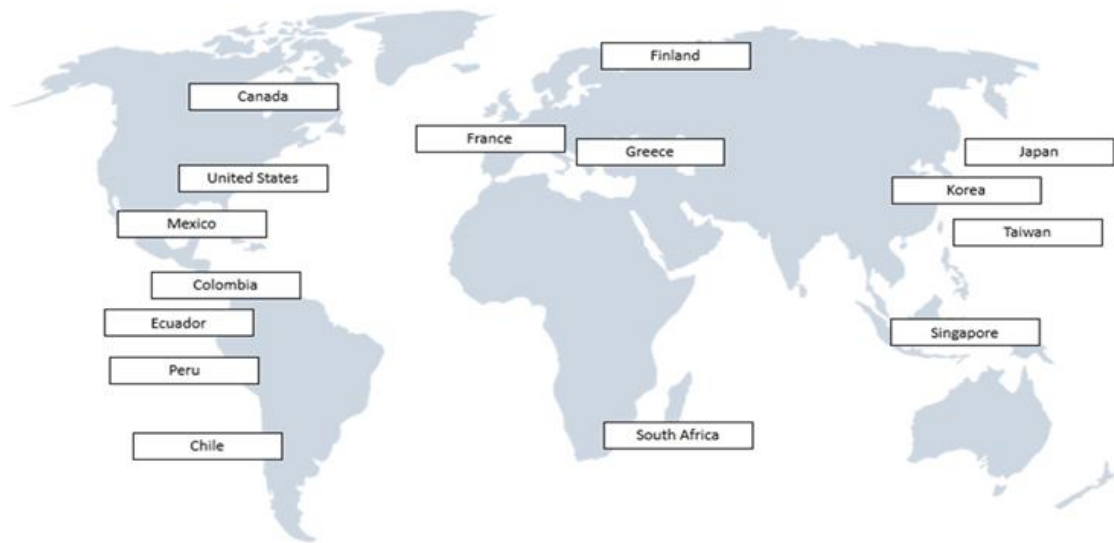 Finland
Canada
France
Greece
Japan
United States
Korea
Mexico
Taiwan
Colombia
Ecuador
Singapore
Peru
South Africa
Chile